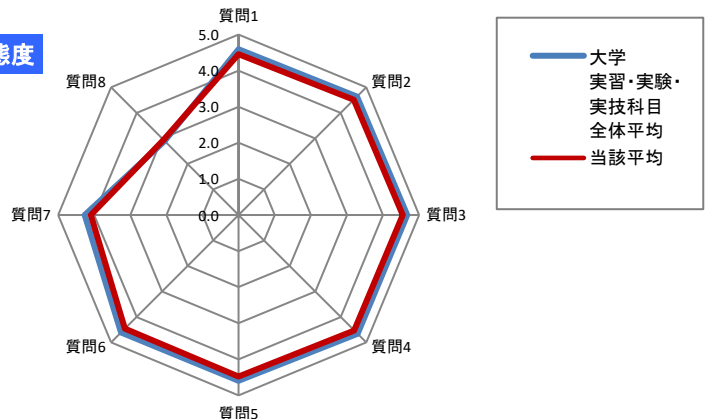 態度
質問1
質問2
質問3
質問4
質問5
質問6
質問7
質問8
5.0
4.0
3.0
2.0
1.0
0.0
大学
実習・実験・
実技科目
全体平均
当該平均